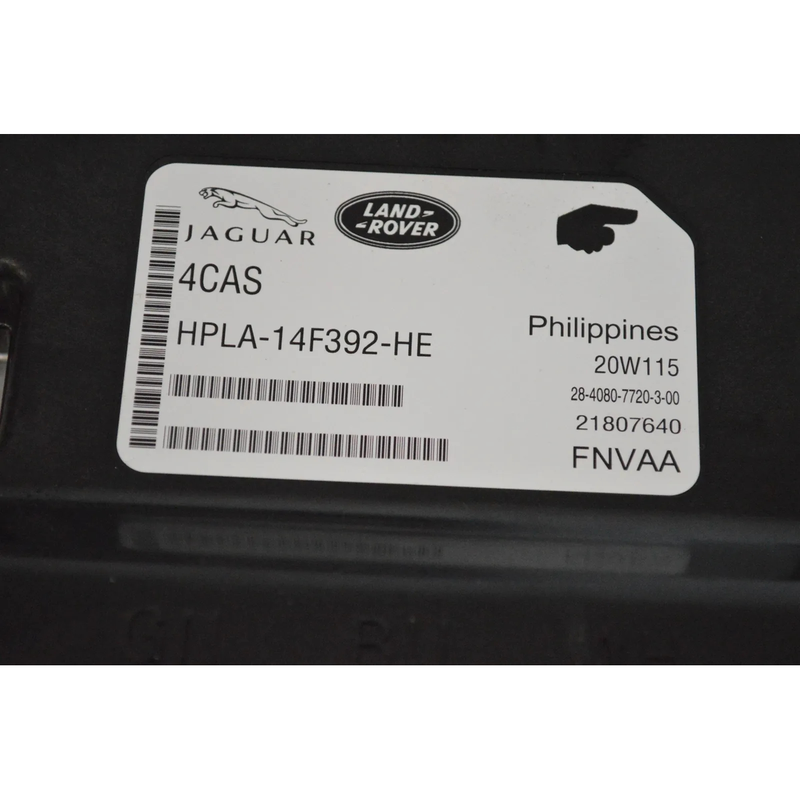 JAGUAR
LAND-
-ROVER
4CAS
HPLA-14F392-HE
Philippines
20W115
28-4080-7720-3-00
21807640
FNVAA